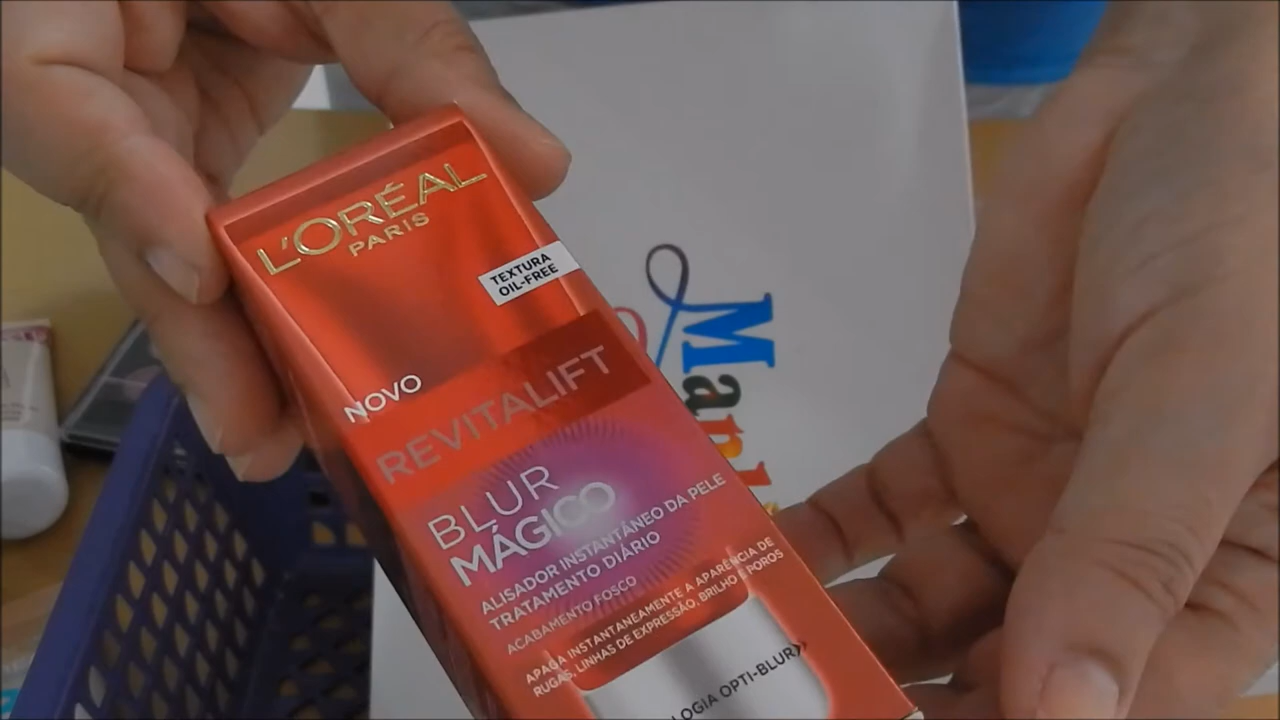 L'ORÉAL
PARIS
TEXTURA
OIL-FREE
NOVO
REVITALIFT
BLUR
MÁGICO
ALISADOR INSTANTÂNEO DA PELE
TRATAMENTO DIÁRIO
ACABAMENTO FOSCO
APAGA INSTANTANEAMENTE A APARÊNCIA DE
RUGAS, LINHAS DE EXPRESSÃO, BRILHO E POROS
OPTI-BLUR